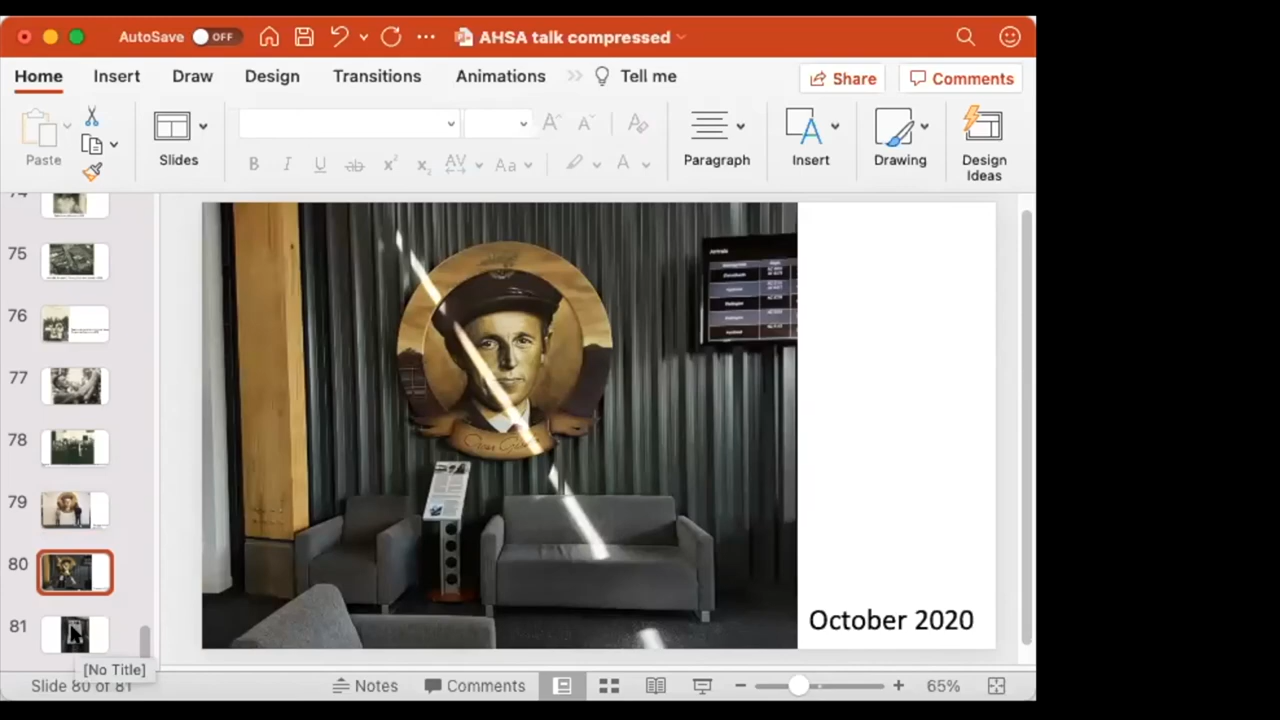 AutoSave OFF AHSA talk compressed
Home Insert Draw Design Transitions Animations Tell me Share Comments
Paste Slides Paragraph Insert Drawing Design Ideas
75
76
77
78
79
80
81
Arrivals
October 2020
[No Title]
Slide 80 of 81 Notes Comments 65%